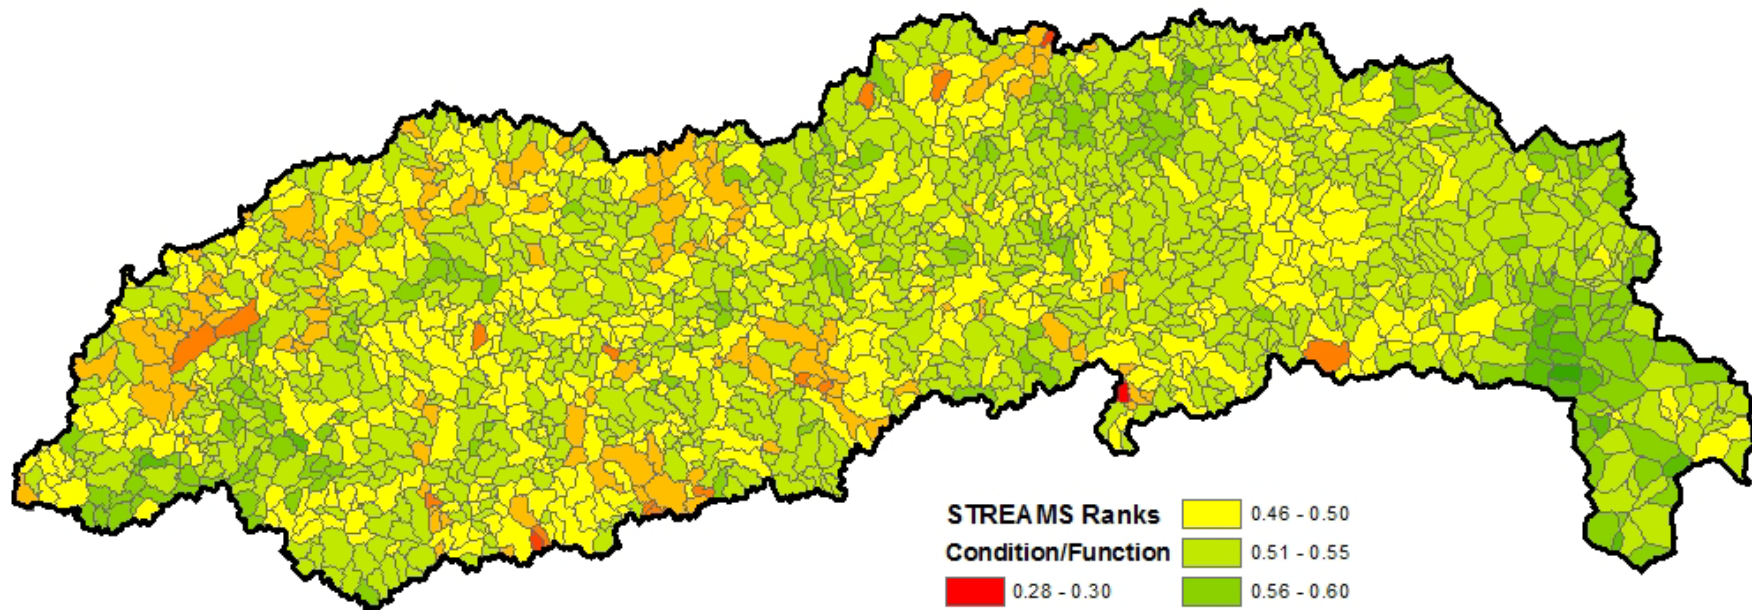 STREAMS Ranks
Condition/Function
0.28 - 0.30
0.46 - 0.50
0.51 - 0.55
0.56 - 0.60